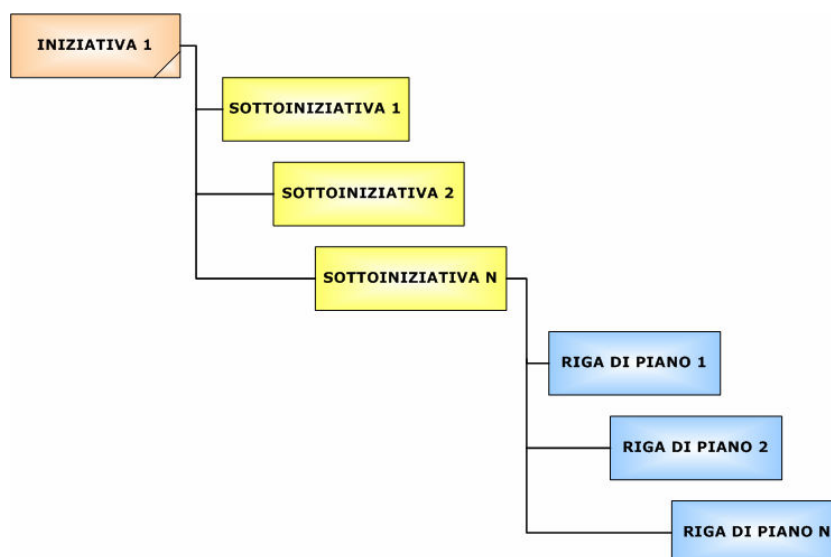 INIZIATIVA 1
SOTTOINIZIATIVA 1
SOTTOINIZIATIVA 2
SOTTOINIZIATIVA N
RIGA DI PIANO 1
RIGA DI PIANO 2
RIGA DI PIANO N